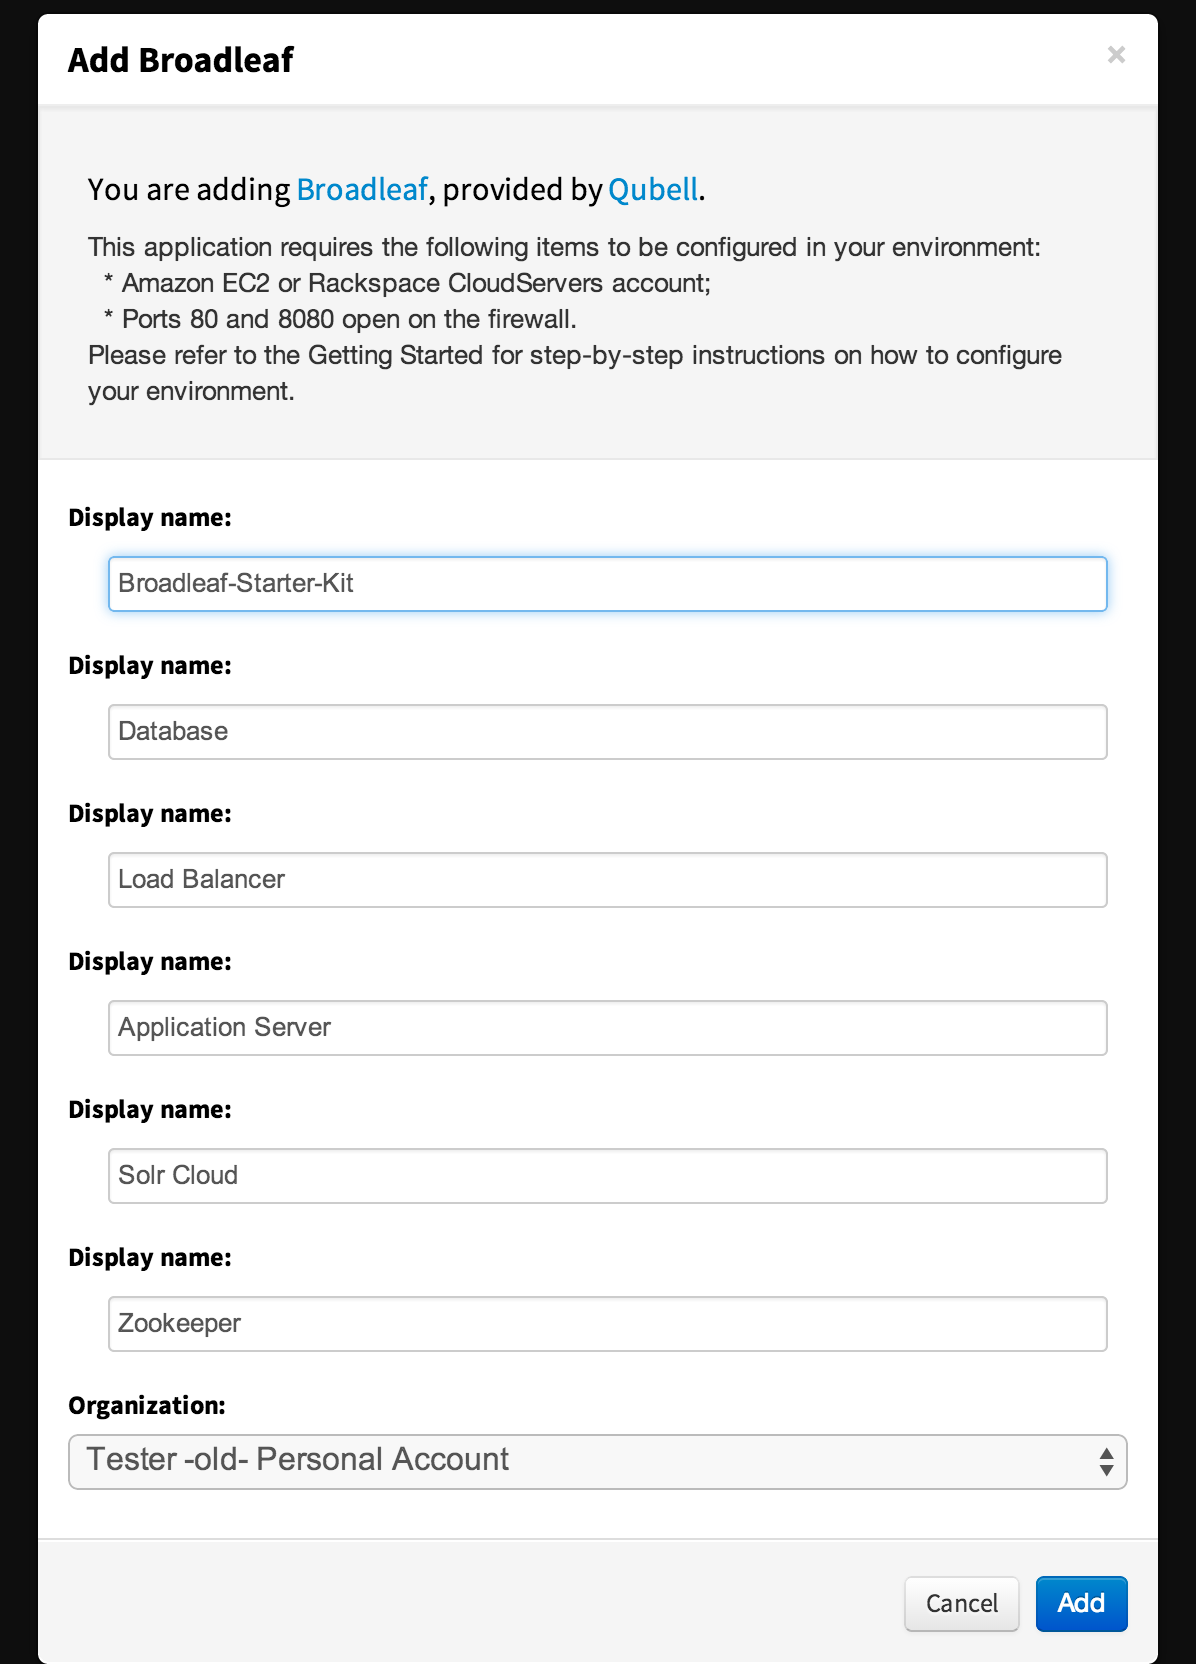 Add Broadleaf
×
You are adding Broadleaf, provided by Qubell.
This application requires the following items to be configured in your environment:
* Amazon EC2 or Rackspace CloudServers account;
* Ports 80 and 8080 open on the firewall.
Please refer to the Getting Started for step-by-step instructions on how to configure
your environment.
Display name:
Broadleaf-Starter-Kit
Display name:
Database
Display name:
Load Balancer
Display name:
Application Server
Display name:
Solr Cloud
Display name:
Zookeeper
Organization:
Tester -old- Personal Account
Cancel Add